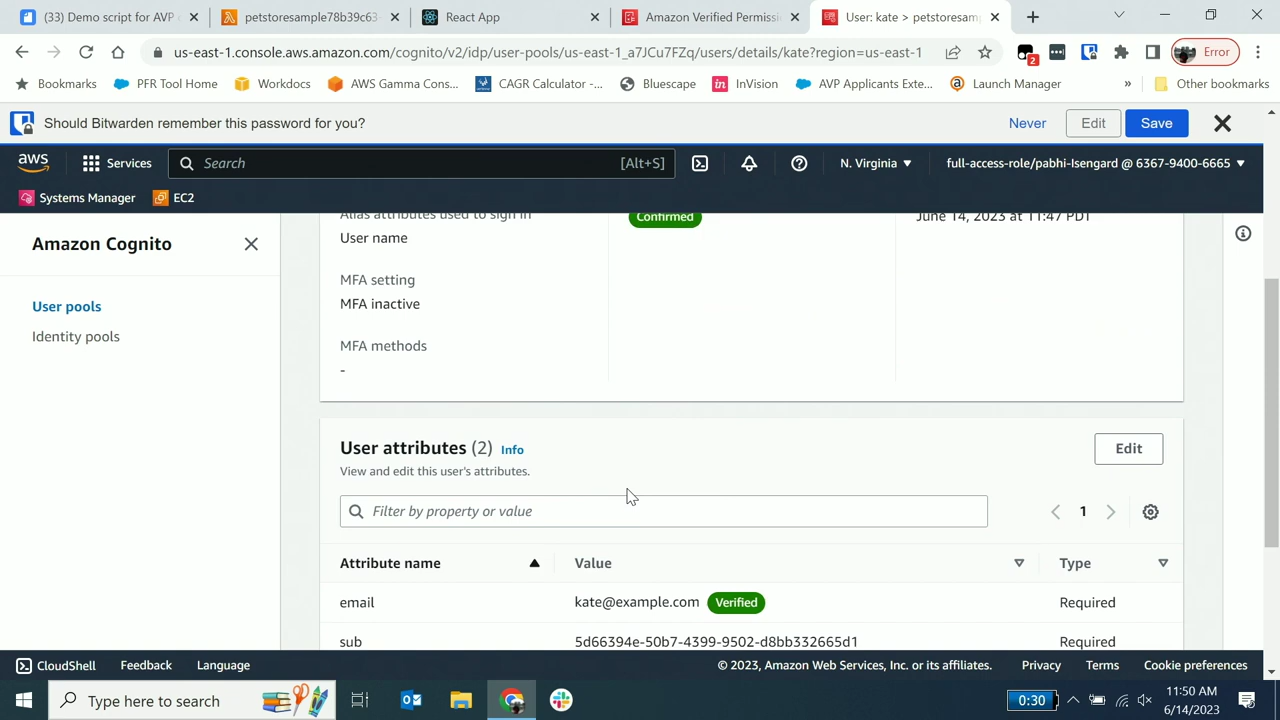 (33) Demo script for AVP
petstoresample78b39c63
React App
Amazon Verified Permissi
User: kate > petstoresam
us-east-1.console.aws.amazon.com/cognito/v2/idp/user-pools/us-east-1_a7JCu7FZq/users/details/kate?region=us-east-1
2
Error
Bookmarks
PFR Tool Home
Workdocs
AWS Gamma Cons...
CAGR Calculator -...
Bluescape
in
InVision
AVP Applicants Exte...
Launch Manager
»
Other bookmarks
Should Bitwarden remember this password for you?
Never
Edit
Save
aws
Services
Search
[Alt+S]
N. Virginia
full-access-role/pabhi-Isengard @ 6367-9400-6665
Systems Manager
EC2
Amazon Cognito
User pools
Identity pools
Alias attributes used to sign in
User name
Confirmed
June 14, 2023 at 11:47 PDT
MFA setting
MFA inactive
MFA methods
-
User attributes (2) Info
View and edit this user's attributes.
Edit
Filter by property or value
1
Attribute name
Value
Type
email
kate@example.com
Verified
Required
sub
5d66394e-50b7-4399-9502-d8bb332665d1
Required
CloudShell
Feedback
Language
© 2023, Amazon Web Services, Inc. or its affiliates.
Privacy
Terms
Cookie preferences
Type here to search
0:30
11:50 AM
6/14/2023